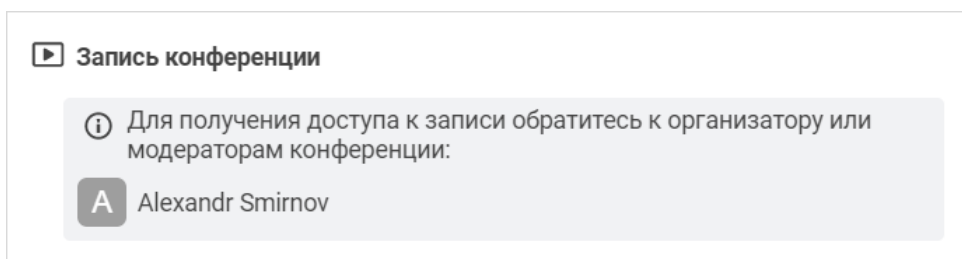 Запись конференции
Для получения доступа к записи обратитесь к организатору или
модераторам конференции:
A Alexandr Smirnov